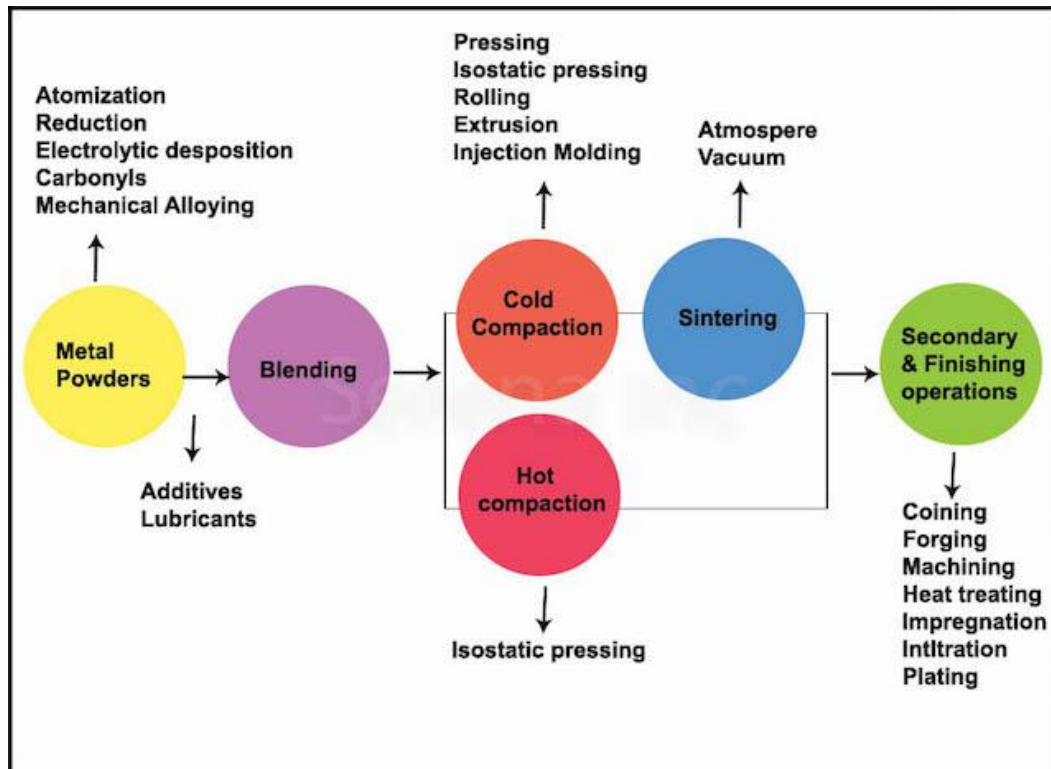 Atomization
Reduction
Electrolytic desposition
Carbonyls
Mechanical Alloying
Pressing
Isostatic pressing
Rolling
Extrusion
Injection Molding
Atmospere
Vacuum
Metal
Powders
Blending
Cold
Compaction
Sintering
Secondary
& Finishing
operations
Additives
Lubricants
Hot
compaction
Isostatic pressing
Coining
Forging
Machining
Heat treating
Impregnation
Intltration
Plating